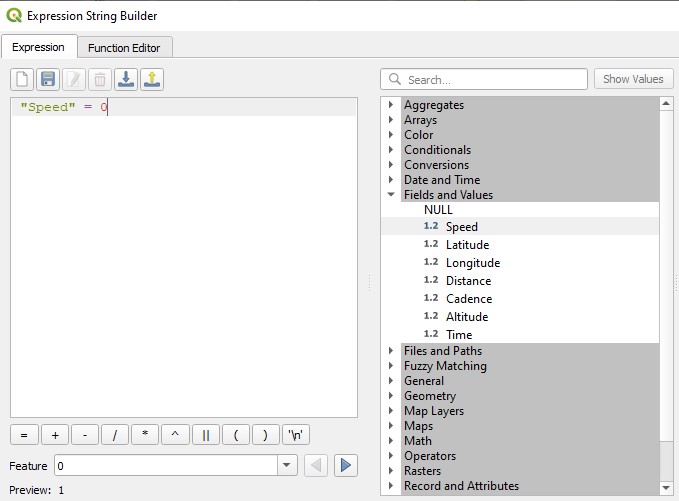 Expression String Builder
Expression
Function Editor
"Speed" = 0
= + - / * ^ || ( ) '\n'
Feature 0
Preview: 1
Search...
Show Values
Aggregates
Arrays
Color
Conditionals
Conversions
Date and Time
Fields and Values
NULL
1.2 Speed
1.2 Latitude
1.2 Longitude
1.2 Distance
1.2 Cadence
1.2 Altitude
1.2 Time
Files and Paths
Fuzzy Matching
General
Geometry
Map Layers
Maps
Math
Operators
Rasters
Record and Attributes